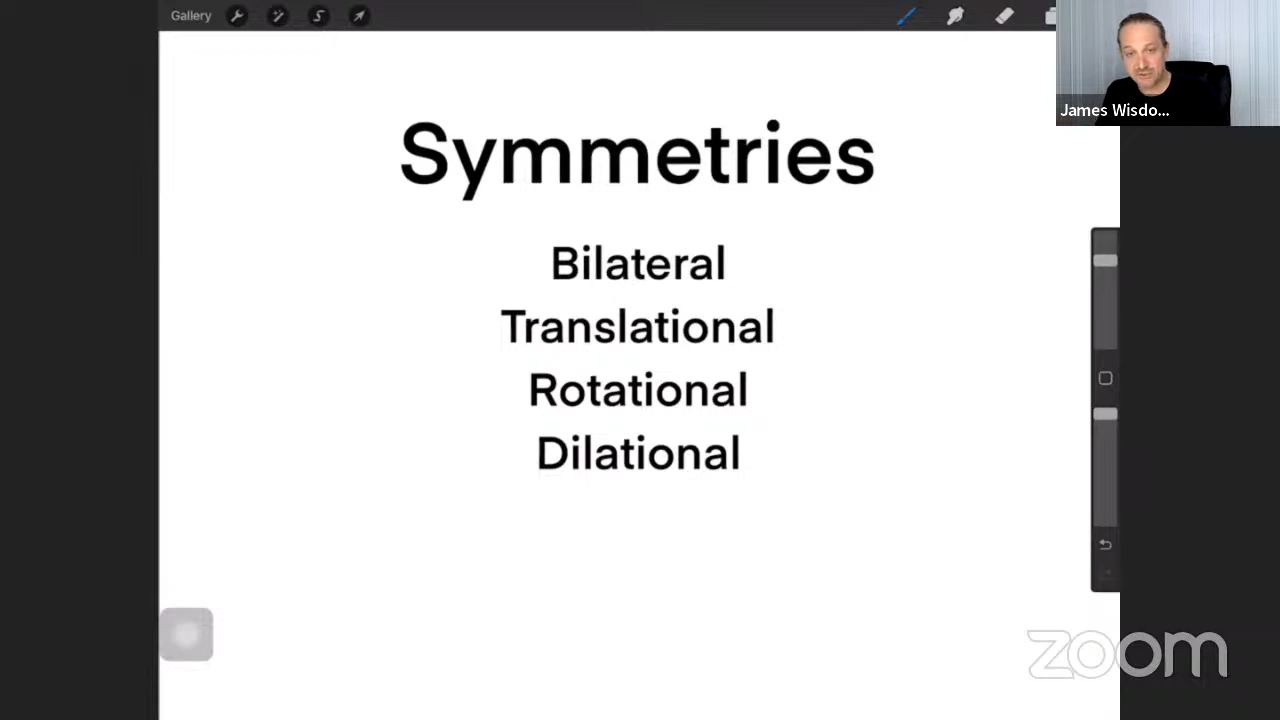 Gallery
James Wisdo...
Symmetries
Bilateral
Translational
Rotational
Dilational
zoom